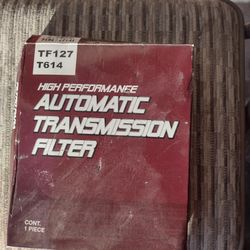 TF127
T614
HIGH PERFORMANCE
AUTOMATIC
TRANSMISSION
FILTER
CONT.
1 PIECE